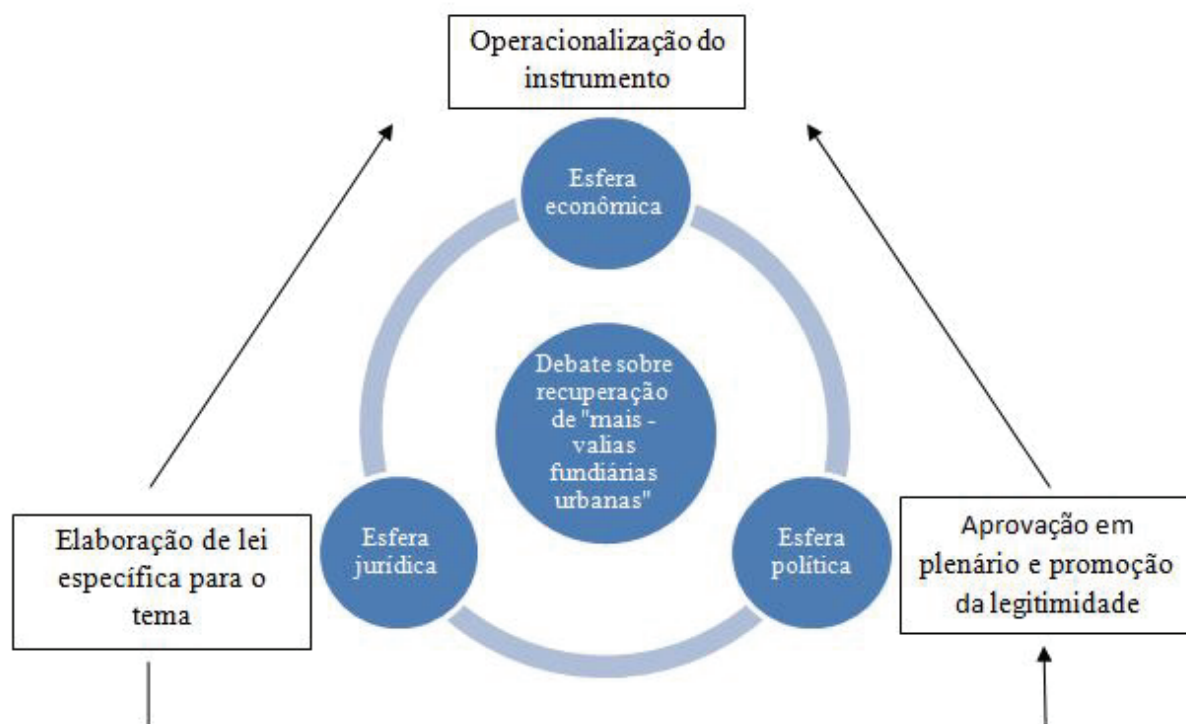 Operacionalização do
instrumento
Esfera
econômica
Debate sobre
recuperação
de "mais -
valias
fundiárias
urbanas"
Elaboração de lei
específica para o
tema
Esfera
jurídica
Esfera
política
Aprovação em
plenário e promoção
da legitimidade